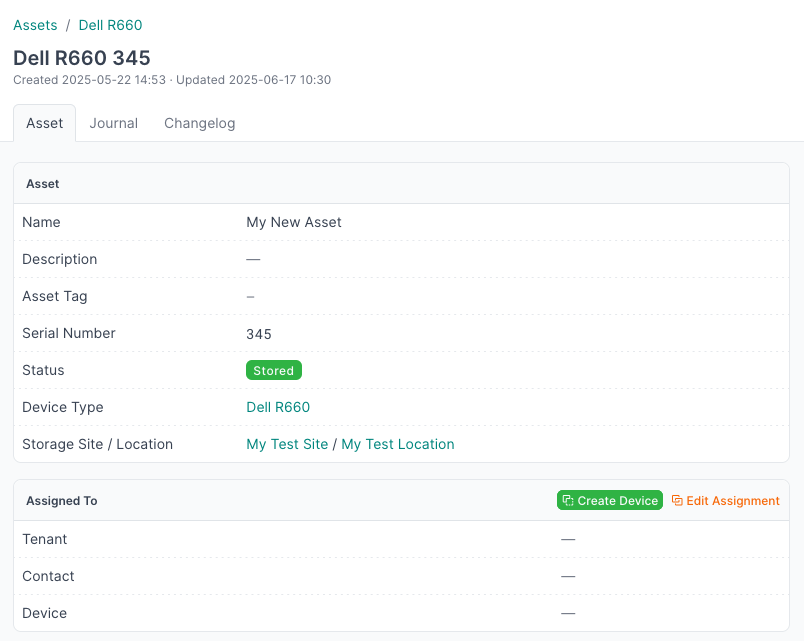 Assets / Dell R660
Dell R660 345
Created 2025-05-22 14:53 · Updated 2025-06-17 10:30
Asset Journal Changelog
Asset
Name My New Asset
Description —
Asset Tag –
Serial Number 345
Status Stored
Device Type Dell R660
Storage Site / Location My Test Site / My Test Location
Assigned To Create Device Edit Assignment
Tenant —
Contact —
Device —